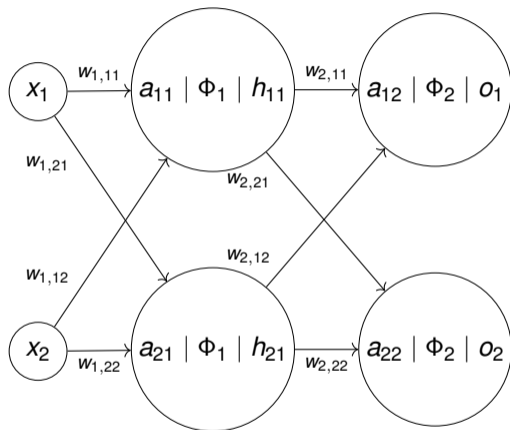 w₁,₁₁ w₂,₁₁
x₁ a₁₁ | Φ₁ | h₁₁ a₁₂ | Φ₂ | o₁
w₁,₂₁ w₂,₂₁
w₁,₁₂ w₂,₁₂
x₂ a₂₁ | Φ₁ | h₂₁ a₂₂ | Φ₂ | o₂
w₁,₂₂ w₂,₂₂